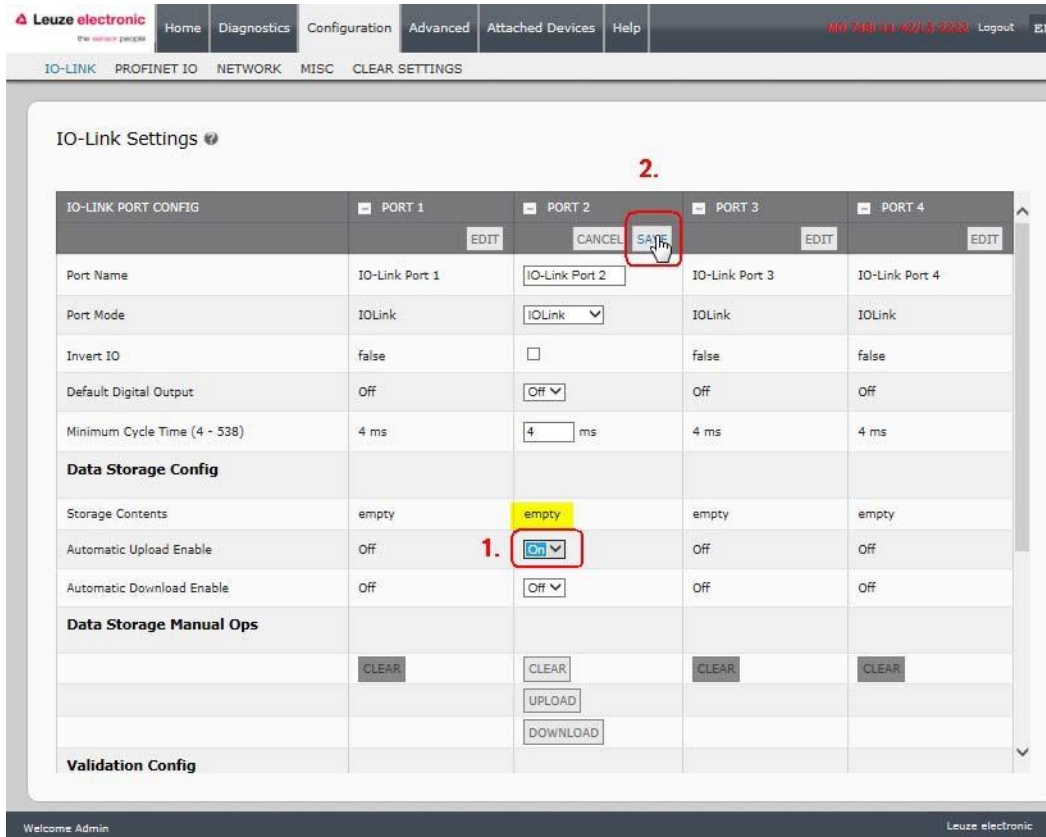 Leuze electronic
the sensor people
Home Diagnostics Configuration Advanced Attached Devices Help
Logout
IO-LINK PROFINET IO NETWORK MISC CLEAR SETTINGS
IO-Link Settings ?
2.
IO-LINK PORT CONFIG PORT 1 PORT 2 PORT 3 PORT 4
EDIT CANCEL SAVE EDIT EDIT
Port Name IO-Link Port 1 IO-Link Port 2 IO-Link Port 3 IO-Link Port 4
Port Mode IOLink IOLink IOLink IOLink
Invert IO false false false
Default Digital Output Off Off Off Off
Minimum Cycle Time (4 - 538) 4 ms 4 ms 4 ms 4 ms
Data Storage Config
Storage Contents empty empty empty empty
Automatic Upload Enable Off 1. On Off Off
Automatic Download Enable Off Off Off Off
Data Storage Manual Ops
CLEAR CLEAR CLEAR CLEAR
UPLOAD
DOWNLOAD
Validation Config
Welcome Admin Leuze electronic